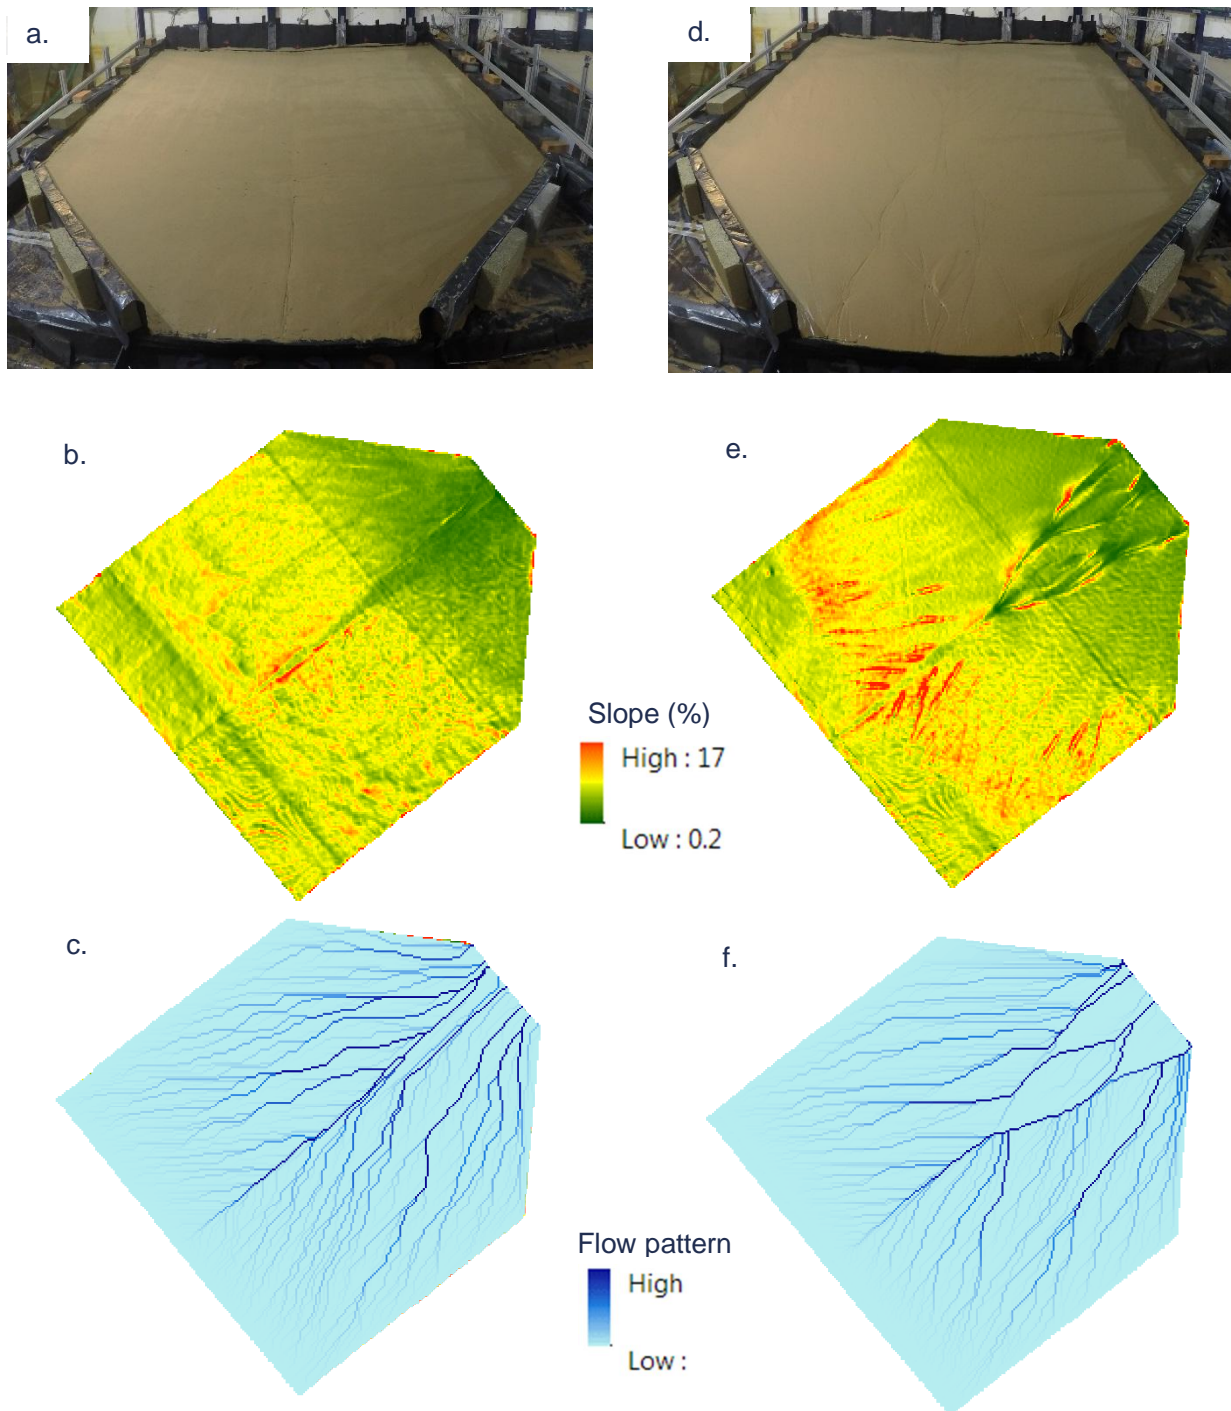 a.
d.
b.
e.
Slope (%)
High : 17
Low : 0.2
c.
f.
Flow pattern
High
Low :